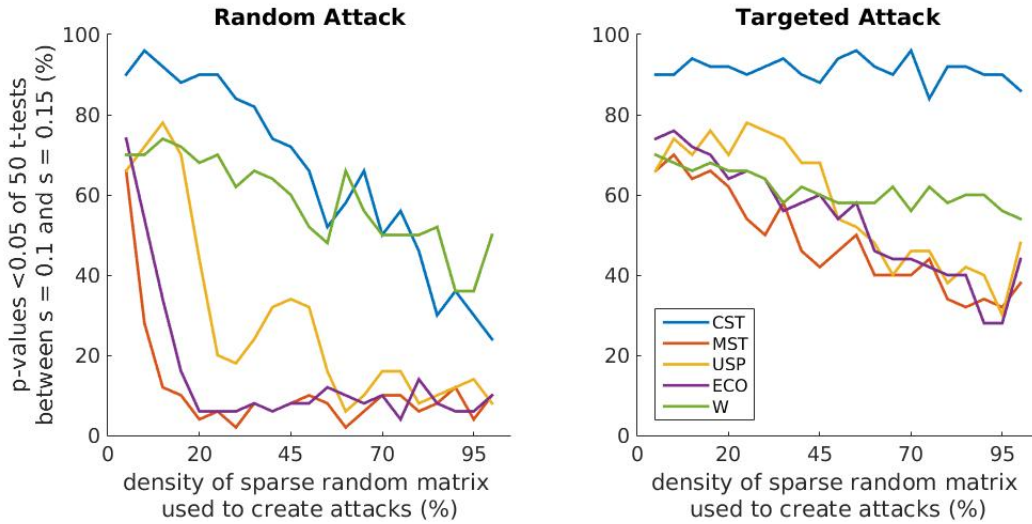 Random Attack
p-values <0.05 of 50 t-tests
between s = 0.1 and s = 0.15 (%)
100
80
60
40
20
0
0
20
45
70
95
density of sparse random matrix
used to create attacks (%)
Targeted Attack
100
80
60
40
20
0
0
20
45
70
95
CST
MST
USP
ECO
W
density of sparse random matrix
used to create attacks (%)